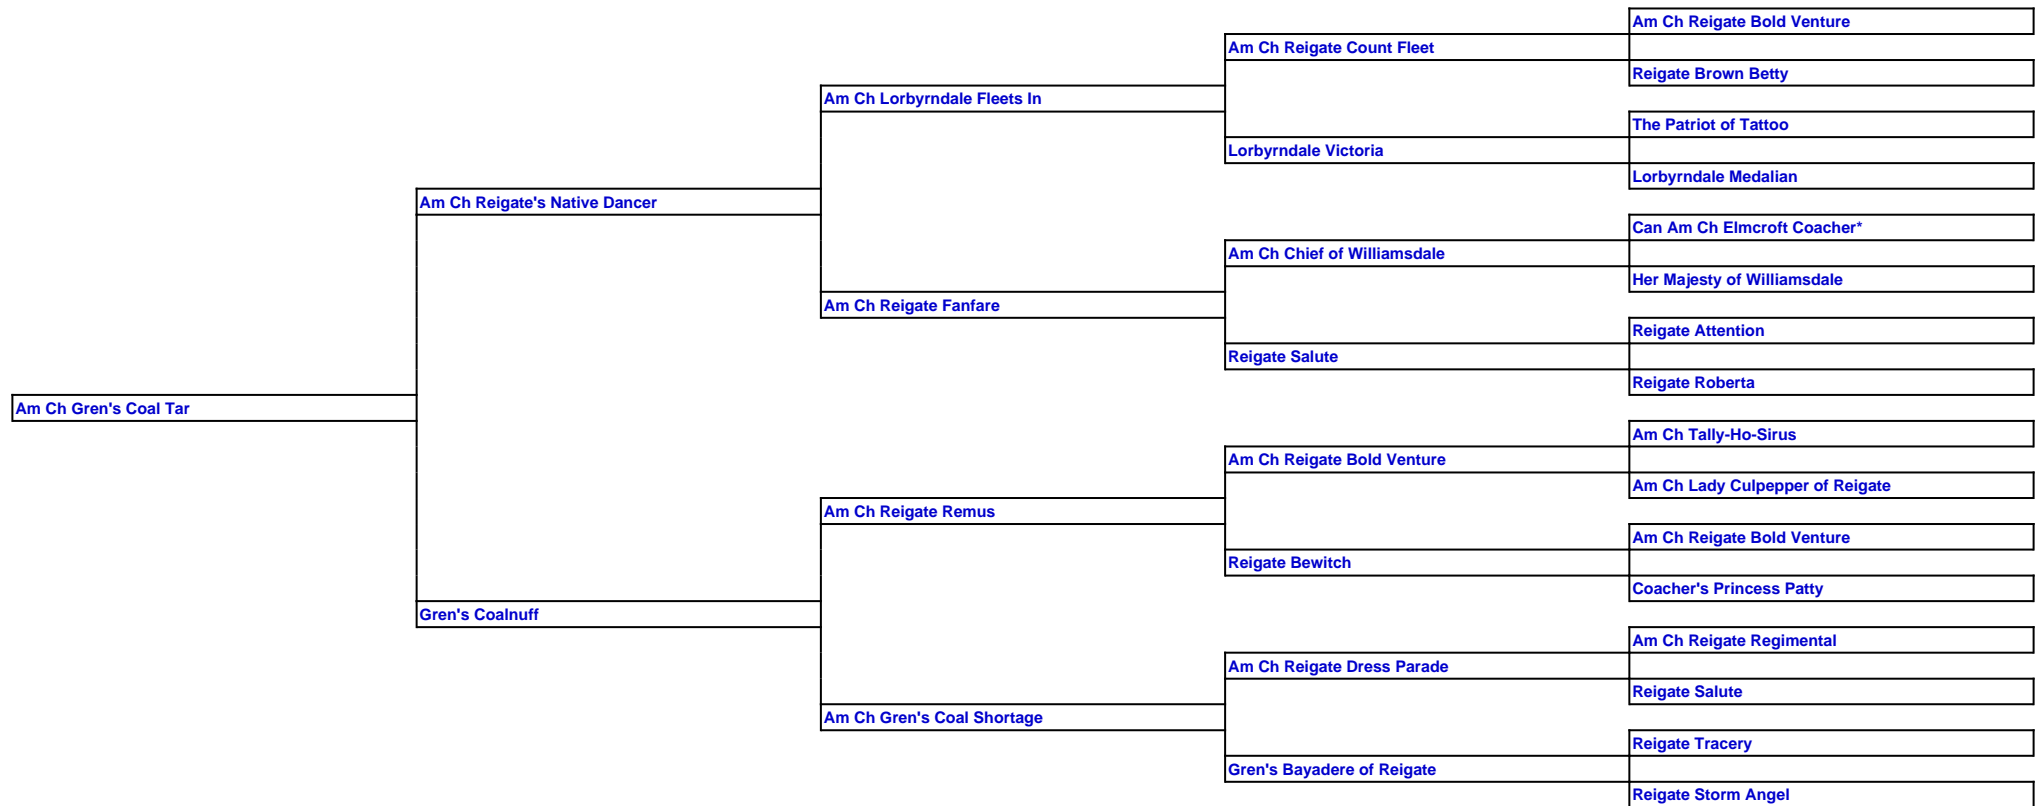 Am Ch Reigate Bold Venture
Am Ch Reigate Count Fleet
Reigate Brown Betty
Am Ch Lorbyrndale Fleets In
The Patriot of Tattoo
Lorbyrndale Victoria
Lorbyrndale Medalian
Am Ch Reigate's Native Dancer
Can Am Ch Elmcroft Coacher*
Am Ch Chief of Williamsdale
Her Majesty of Williamsdale
Am Ch Reigate Fanfare
Reigate Attention
Reigate Salute
Reigate Roberta
Am Ch Gren's Coal Tar
Am Ch Tally-Ho-Sirus
Am Ch Reigate Bold Venture
Am Ch Lady Culpepper of Reigate
Am Ch Reigate Remus
Am Ch Reigate Bold Venture
Reigate Bewitch
Coacher's Princess Patty
Gren's Coalnuff
Am Ch Reigate Regimental
Am Ch Reigate Dress Parade
Reigate Salute
Am Ch Gren's Coal Shortage
Reigate Tracery
Gren's Bayadere of Reigate
Reigate Storm Angel